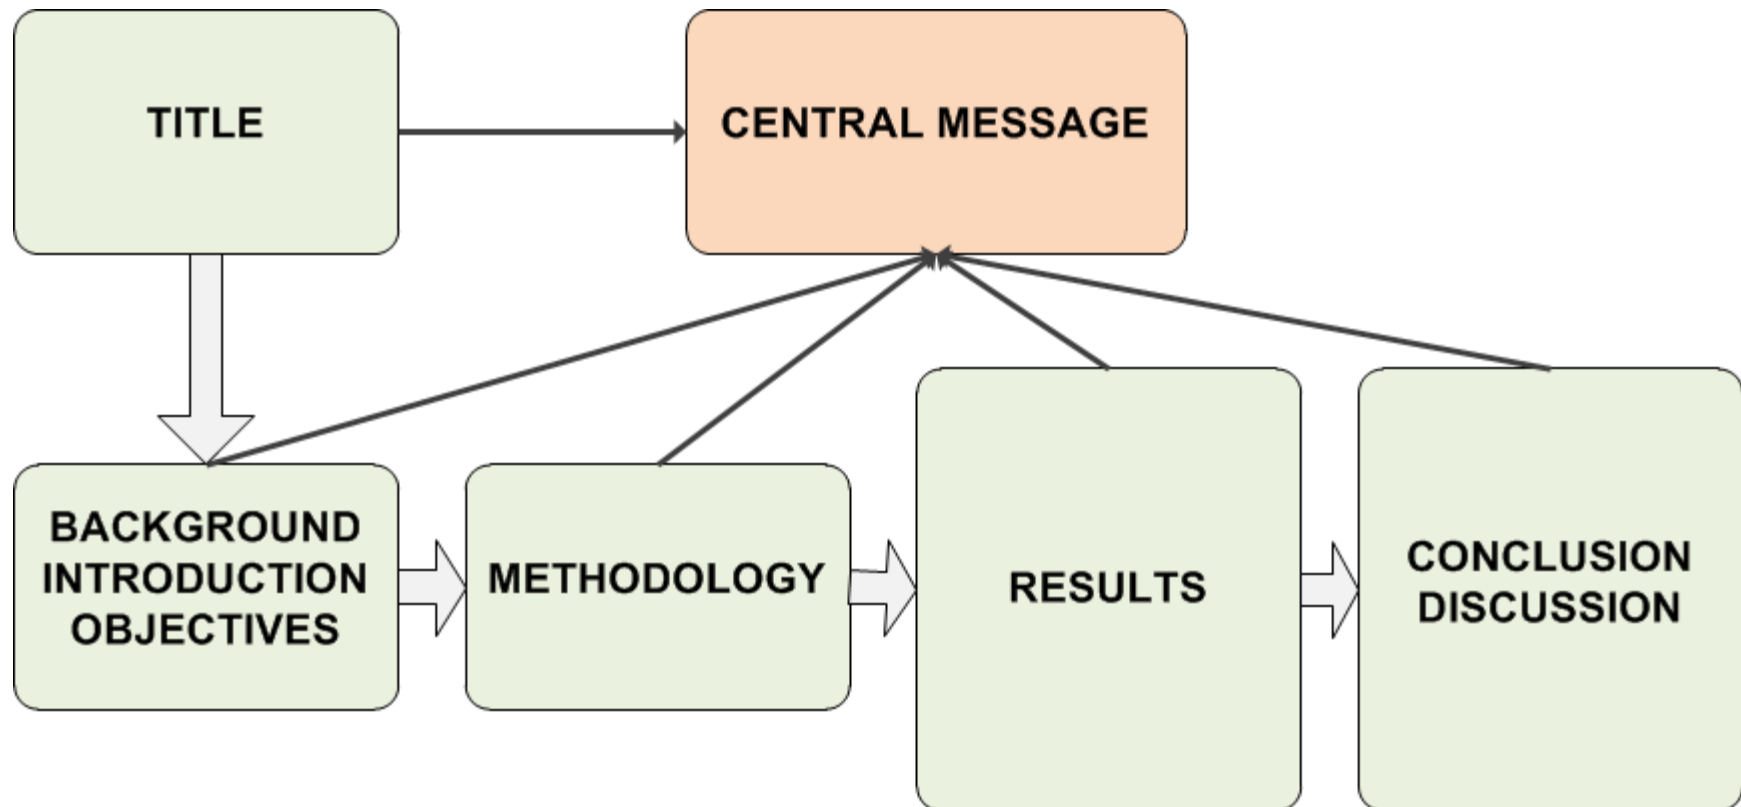 TITLE
CENTRAL MESSAGE
BACKGROUND
INTRODUCTION
OBJECTIVES
METHODOLOGY
RESULTS
CONCLUSION
DISCUSSION